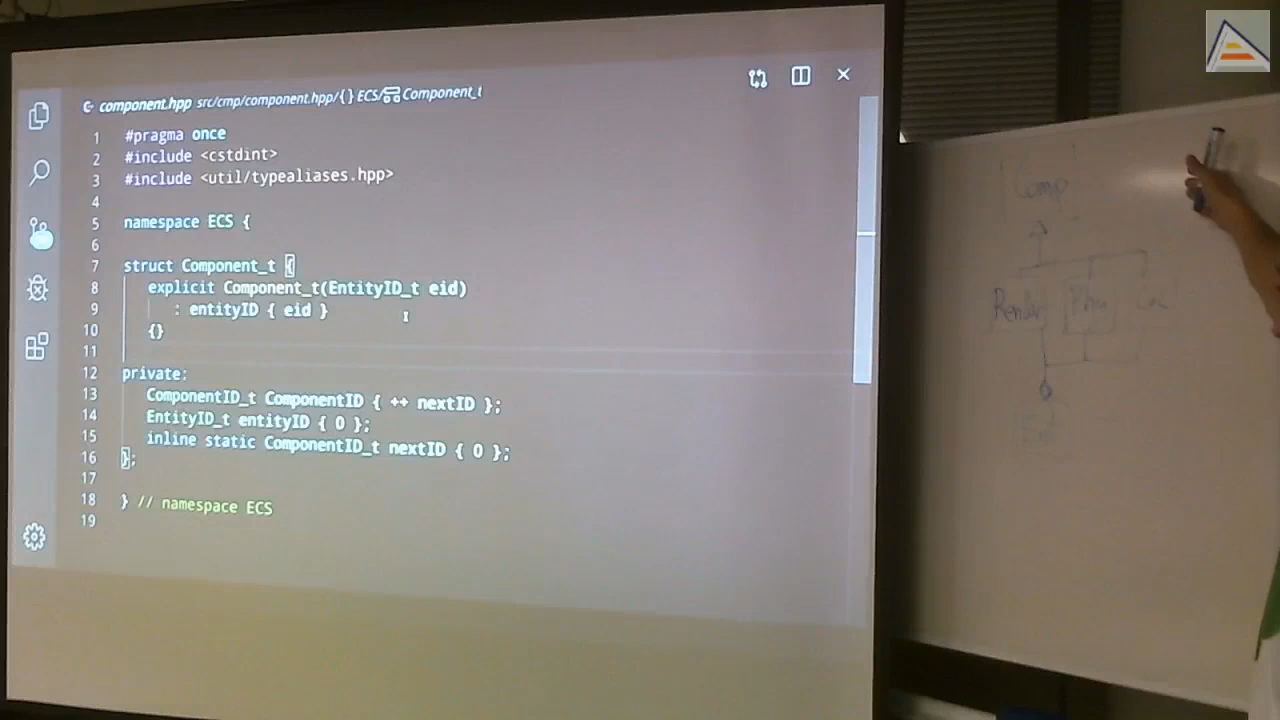 component.hpp src/cmp/component.hpp/{} ECS/Component_t
1 #pragma once
2 #include <cstdint>
3 #include <util/typealiases.hpp>
4
5 namespace ECS {
6
7 struct Component_t {
8 explicit Component_t(EntityID_t eid)
9 : entityID { eid }
10 {}
11
12 private:
13 ComponentID_t ComponentID { ++ nextID };
14 EntityID_t entityID { 0 };
15 inline static ComponentID_t nextID { 0 };
16 };
17
18 } // namespace ECS
19
Comp
Render Phy